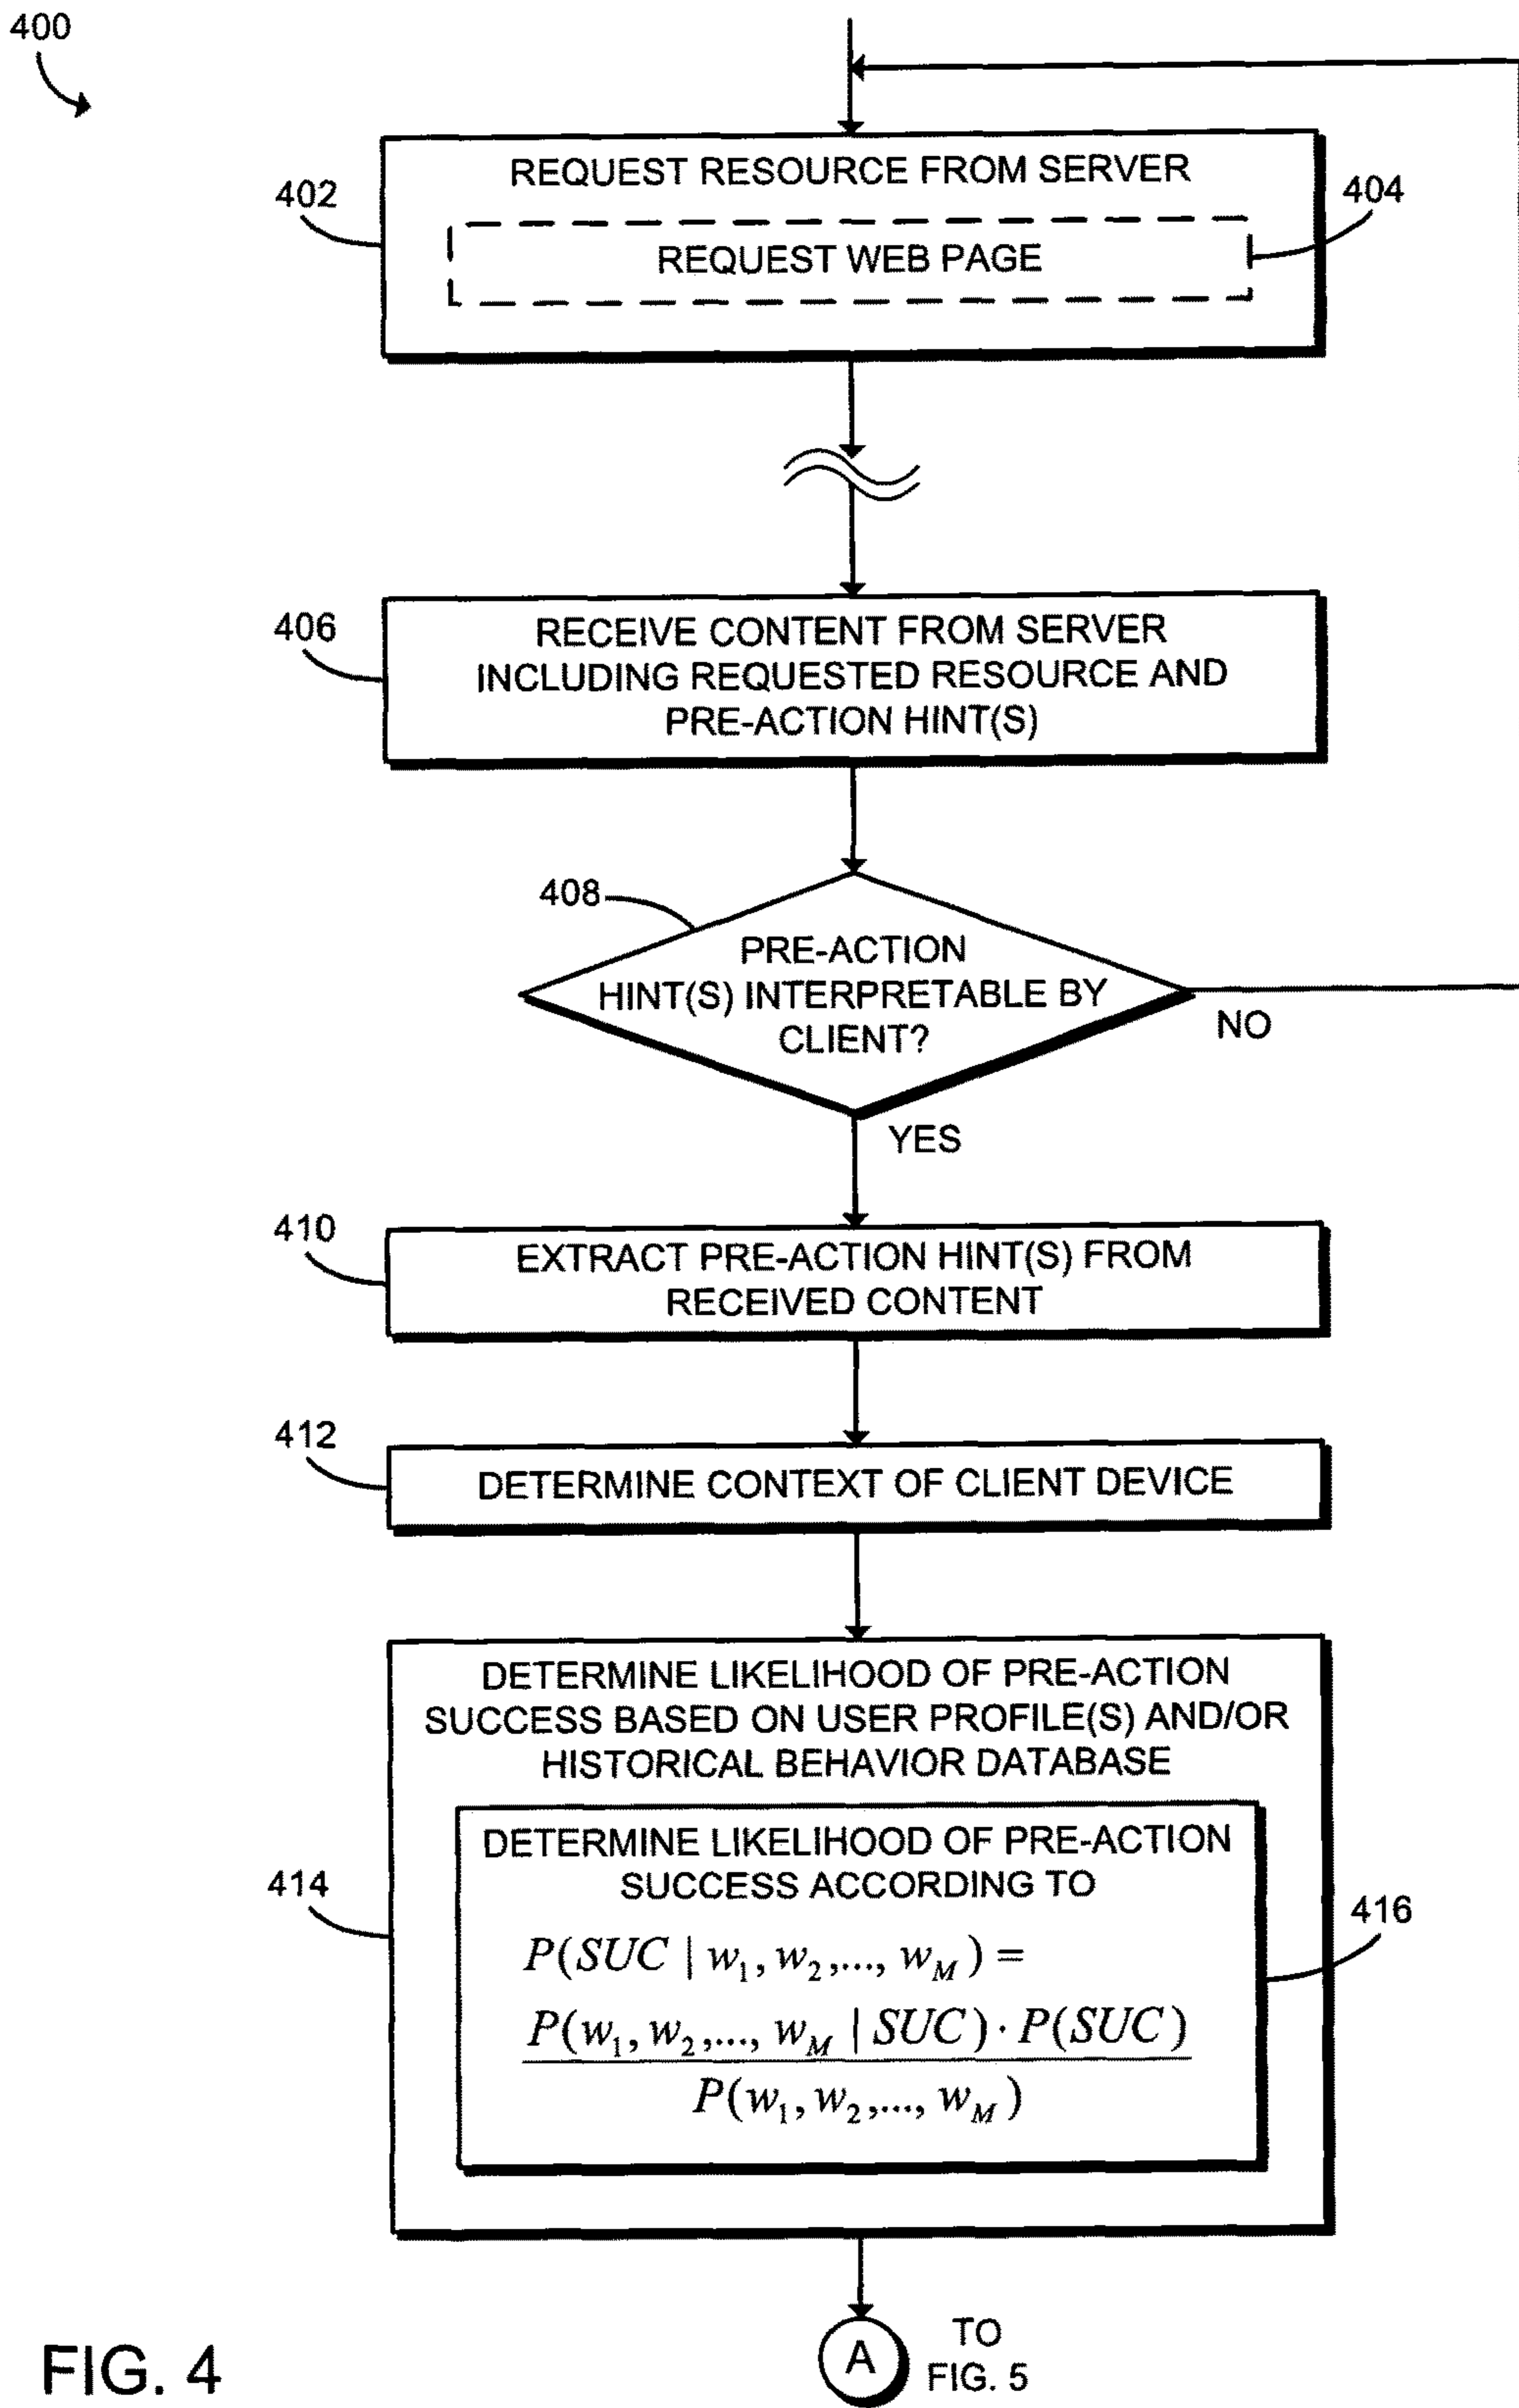 400
REQUEST RESOURCE FROM SERVER
402
404
REQUEST WEB PAGE
406
RECEIVE CONTENT FROM SERVER
INCLUDING REQUESTED RESOURCE AND
PRE-ACTION HINT(S)
408
PRE-ACTION
HINT(S) INTERPRETABLE BY
CLIENT?
NO
YES
410
EXTRACT PRE-ACTION HINT(S) FROM
RECEIVED CONTENT
412
DETERMINE CONTEXT OF CLIENT DEVICE
DETERMINE LIKELIHOOD OF PRE-ACTION
SUCCESS BASED ON USER PROFILE(S) AND/OR
HISTORICAL BEHAVIOR DATABASE
DETERMINE LIKELIHOOD OF PRE-ACTION
SUCCESS ACCORDING TO
414
416
P(SUC | w₁, w₂,..., w_M) =
P(w₁, w₂,..., w_M | SUC) · P(SUC)
P(w₁, w₂,..., w_M)
A
TO
FIG. 5
FIG. 4